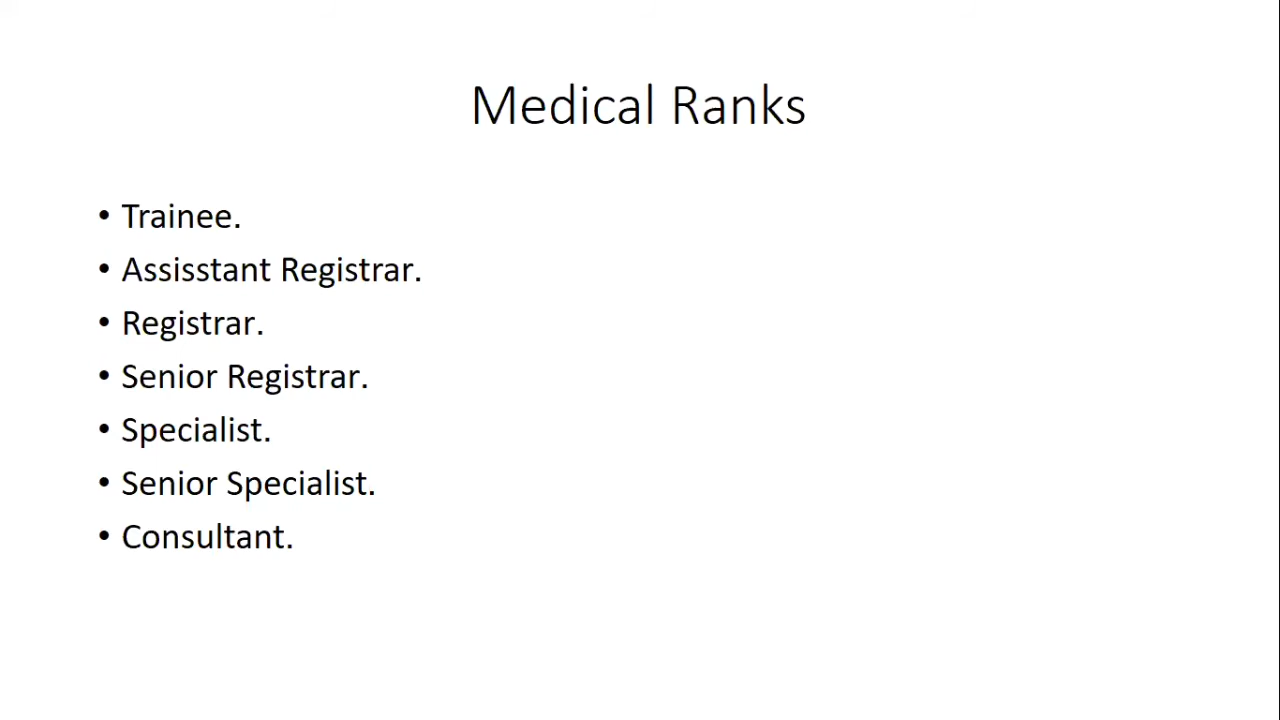 Medical Ranks
• Trainee.
• Assisstant Registrar.
• Registrar.
• Senior Registrar.
• Specialist.
• Senior Specialist.
• Consultant.